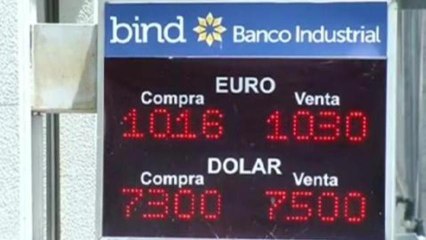 bind Banco Industrial
EURO
Compra Venta
1016 1030
DOLAR
Compra Venta
7300 7500